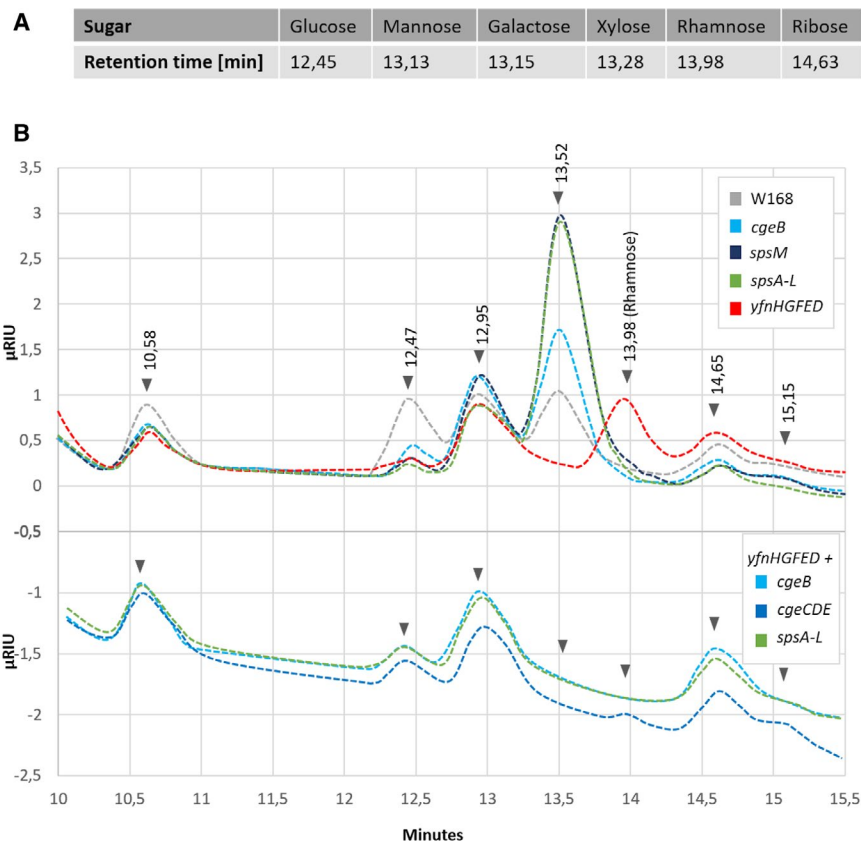 A
Sugar Glucose Mannose Galactose Xylose Rhamnose Ribose
Retention time [min] 12,45 13,13 13,15 13,28 13,98 14,63
B
3,5
3
2,5
2
1,5
1
0,5
0
-0,5
-1
-1,5
-2
-2,5
µRIU
µRIU
10,58
12,47
12,95
13,52
13,98 (Rhamnose)
14,65
15,15
W168
cgeB
spsM
spsA-L
yfnHGFED
yfnHGFED +
cgeB
cgeCDE
spsA-L
10 10,5 11 11,5 12 12,5 13 13,5 14 14,5 15 15,5
Minutes